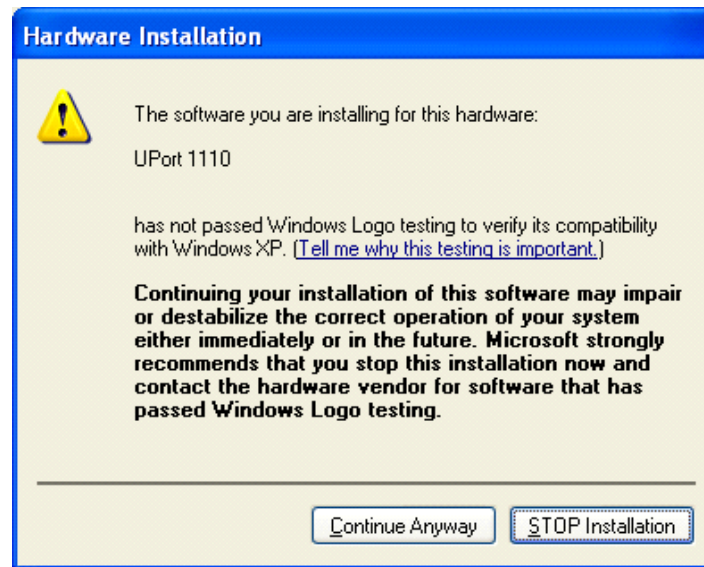 Hardware Installation
The software you are installing for this hardware:
UPort 1110
has not passed Windows Logo testing to verify its compatibility
with Windows XP. (Tell me why this testing is important.)
Continuing your installation of this software may impair
or destabilize the correct operation of your system
either immediately or in the future. Microsoft strongly
recommends that you stop this installation now and
contact the hardware vendor for software that has
passed Windows Logo testing.
Continue Anyway
STOP Installation